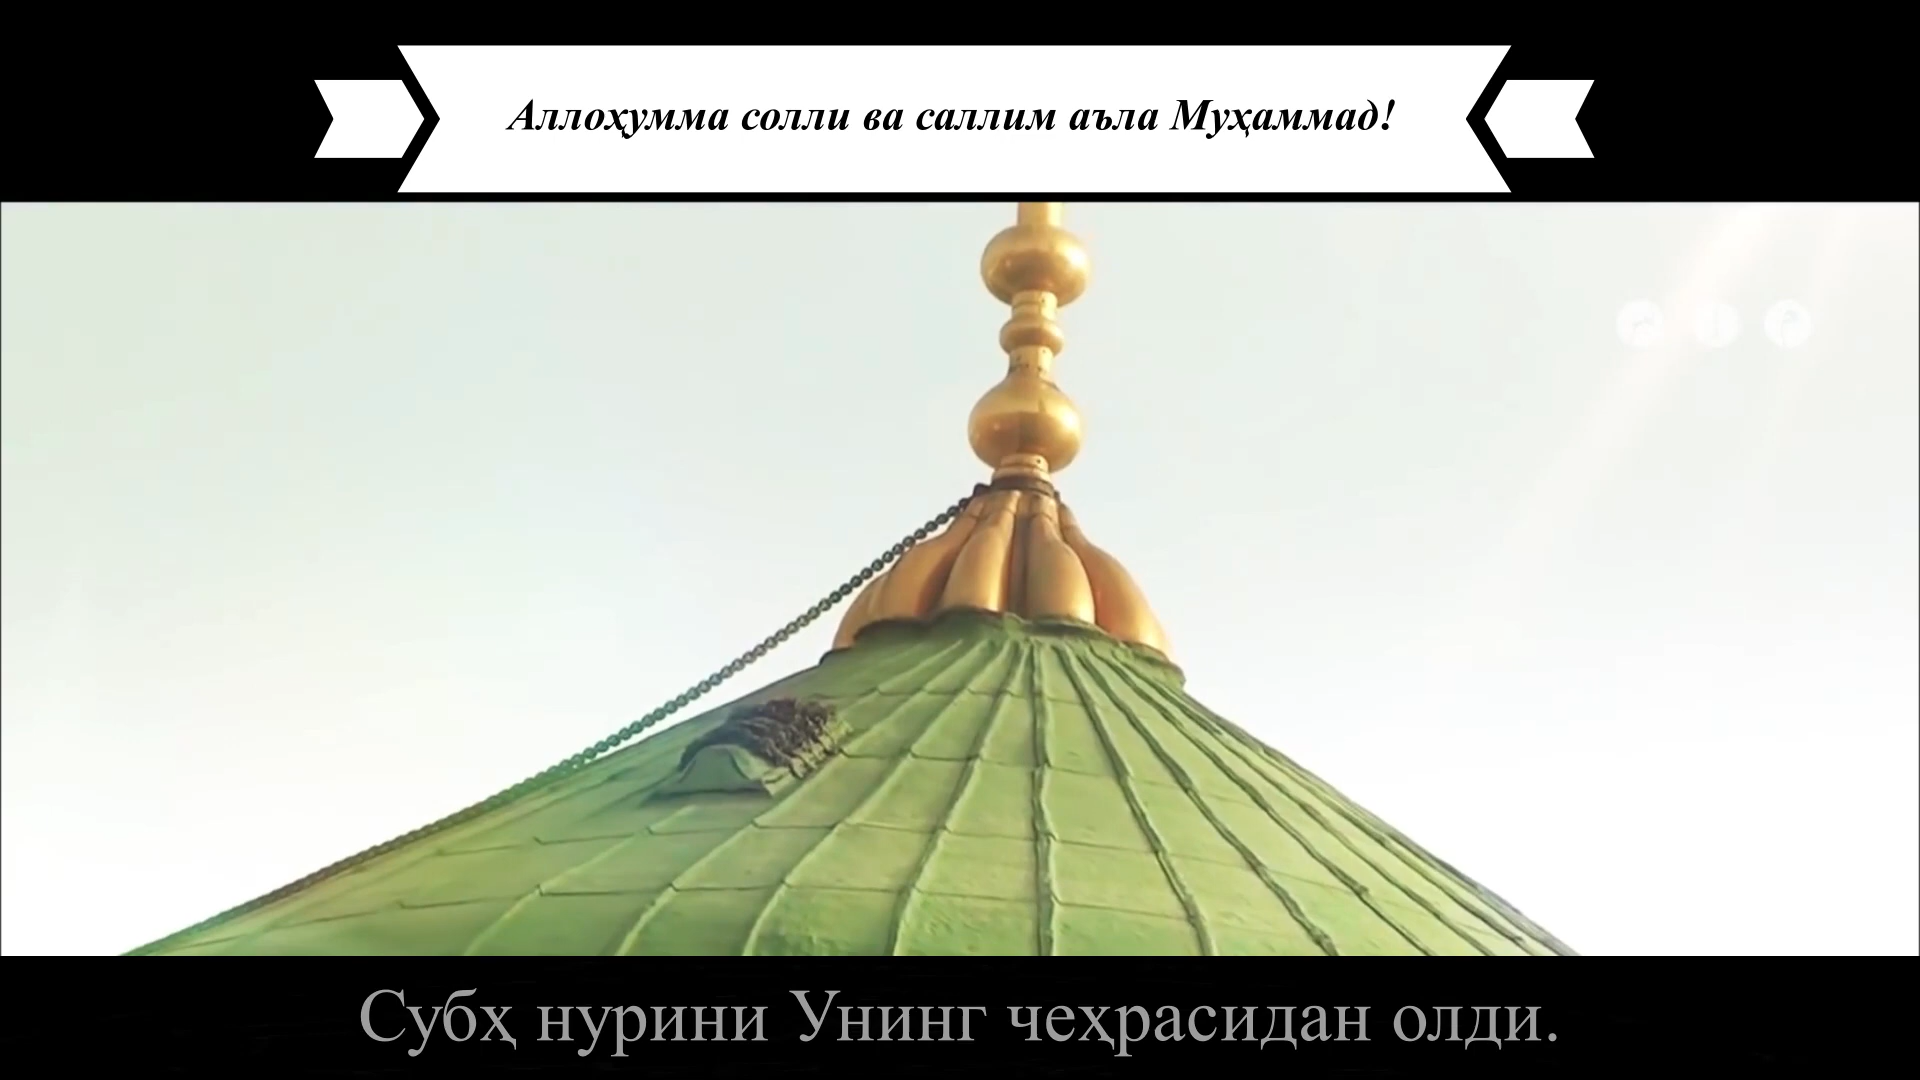 Аллоҳумма солли ва саллим аъла Муҳаммад!
Субҳ нурини Унинг чеҳрасидан олди.